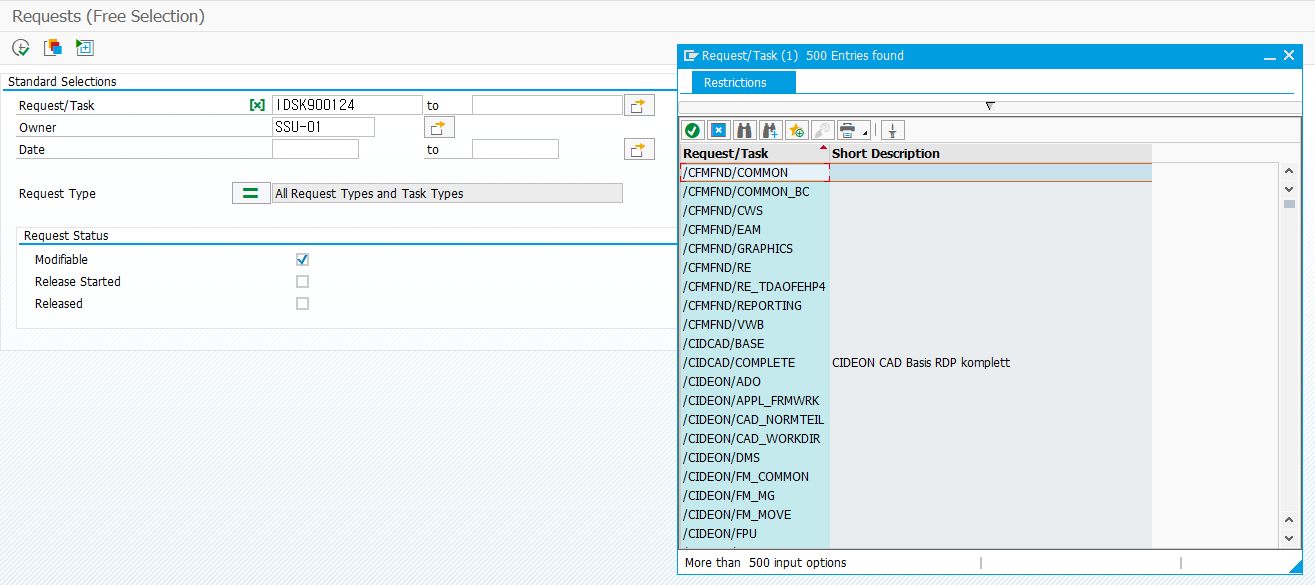 Requests (Free Selection)
Standard Selections
Request/Task IDSK900124 to
Owner SSU-01
Date to
Request Type All Request Types and Task Types
Request Status
Modifiable
Release Started
Released
Request/Task (1) 500 Entries found
Restrictions
Request/Task Short Description
/CFMFND/COMMON
/CFMFND/COMMON_BC
/CFMFND/CWS
/CFMFND/EAM
/CFMFND/GRAPHICS
/CFMFND/RE
/CFMFND/RE_TDAOFEHP4
/CFMFND/REPORTING
/CFMFND/VWB
/CIDCAD/BASE
/CIDCAD/COMPLETE CIDEON CAD Basis RDP komplett
/CIDEON/ADO
/CIDEON/APPL_FRMWRK
/CIDEON/CAD_NORMTEIL
/CIDEON/CAD_WORKDIR
/CIDEON/DMS
/CIDEON/FM_COMMON
/CIDEON/FM_MG
/CIDEON/FM_MOVE
/CIDEON/FPU
More than 500 input options